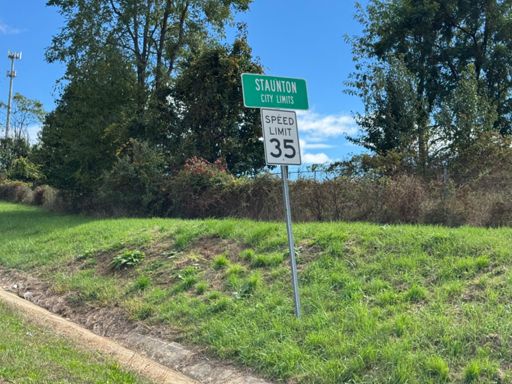 STAUNTON
CITY LIMITS
SPEED
LIMIT
35